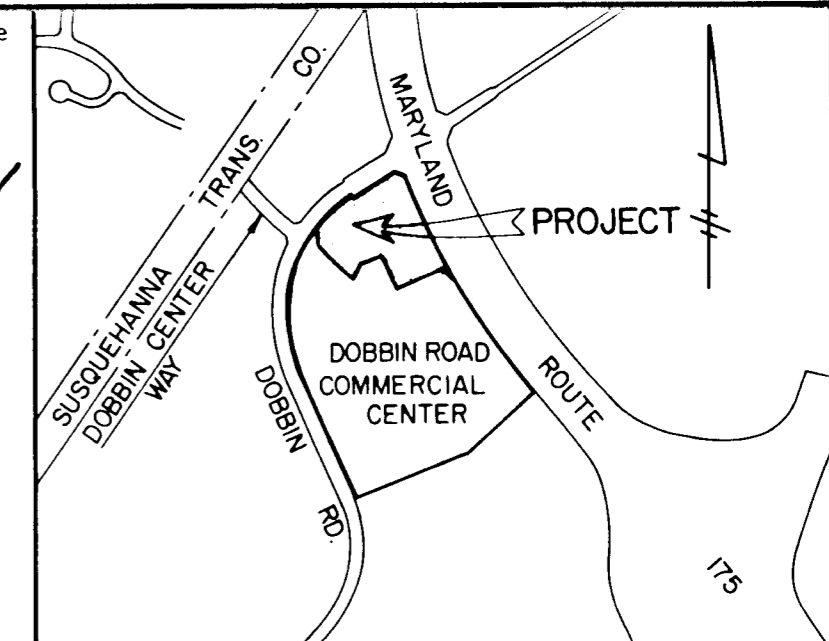 e
SUSQUEHANNA TRANS. CO.
DOBBIN CENTER
WAY
MARYLAND ROUTE 175
PROJECT
DOBBIN ROAD
COMMERCIAL
CENTER
DOBBIN RD.